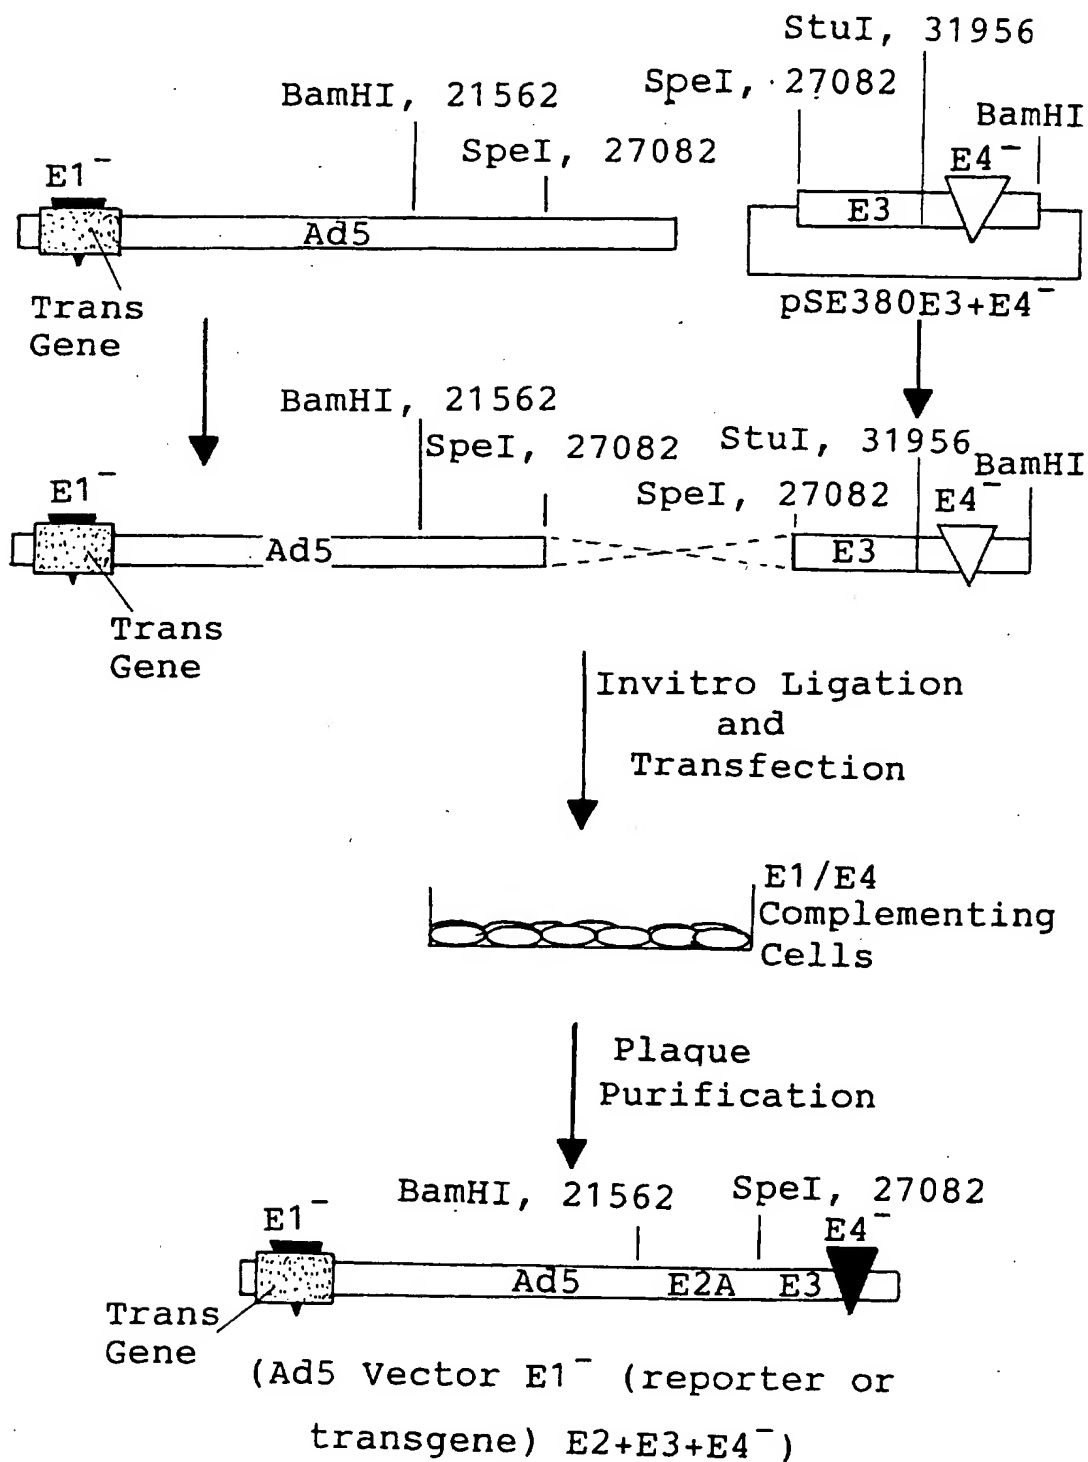 StuI, 31956
SpeI, 27082
BamHI, 21562
BamHI
SpeI, 27082
E1⁻
E4⁻
Ad5
E3
Trans
Gene
pSE380E3+E4⁻
BamHI, 21562
SpeI, 27082
StuI, 31956
BamHI
SpeI, 27082
E1⁻
E4⁻
Ad5
E3
Trans
Gene
Invitro Ligation
and
Transfection
E1/E4
Complementing
Cells
Plaque
Purification
BamHI, 21562
SpeI, 27082
E1⁻
E4⁻
Ad5
E2A
E3
Trans
Gene
(Ad5 Vector E1⁻ (reporter or
transgene) E2+E3+E4⁻)